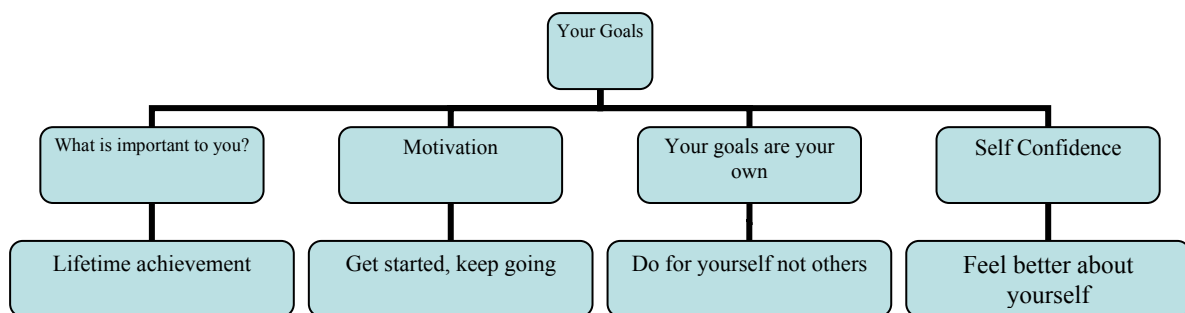 Your Goals
What is important to you?
Motivation
Your goals are your
own
Self Confidence
Lifetime achievement
Get started, keep going
Do for yourself not others
Feel better about
yourself